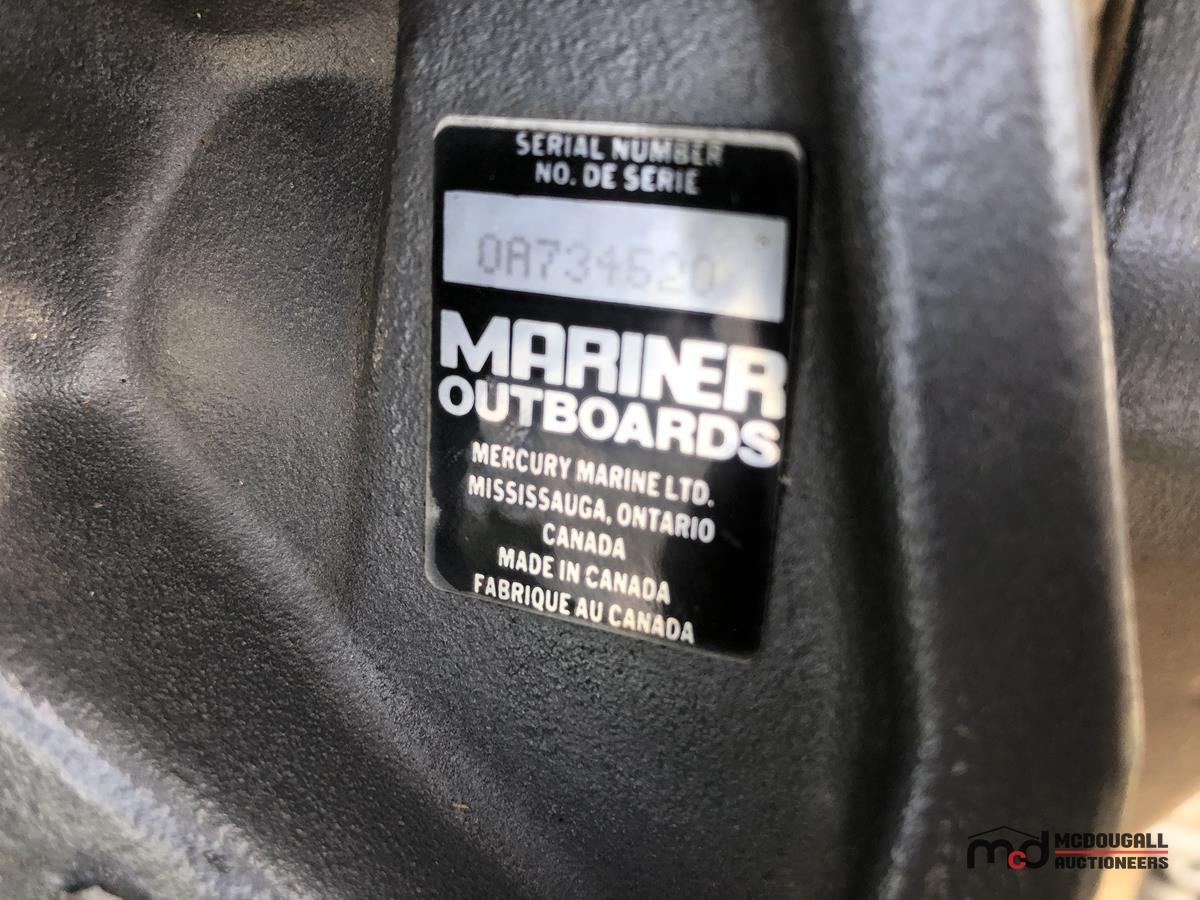 SERIAL NUMBER
NO. DE SERIE
0A734520
MARINER
OUTBOARDS
MERCURY MARINE LTD.
MISSISSAUGA, ONTARIO
CANADA
MADE IN CANADA
FABRIQUE AU CANADA
mcd MCDOUGALL
AUCTIONEERS